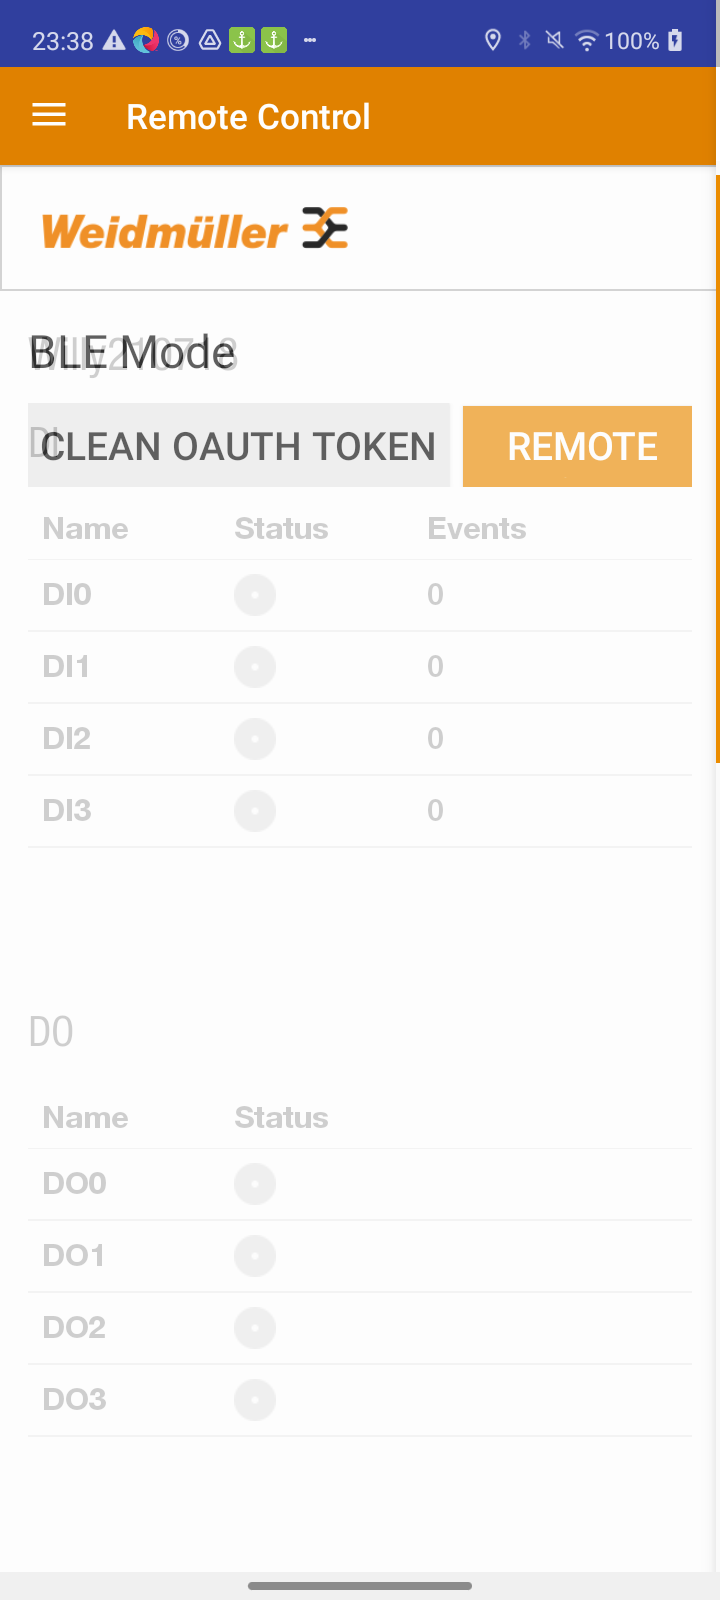 23:38 100%
Remote Control
Weidmüller
BLE Mode
DI
CLEAN OAUTH TOKEN REMOTE
Name Status Events
DI0 0
DI1 0
DI2 0
DI3 0
DO
Name Status
DO0
DO1
DO2
DO3